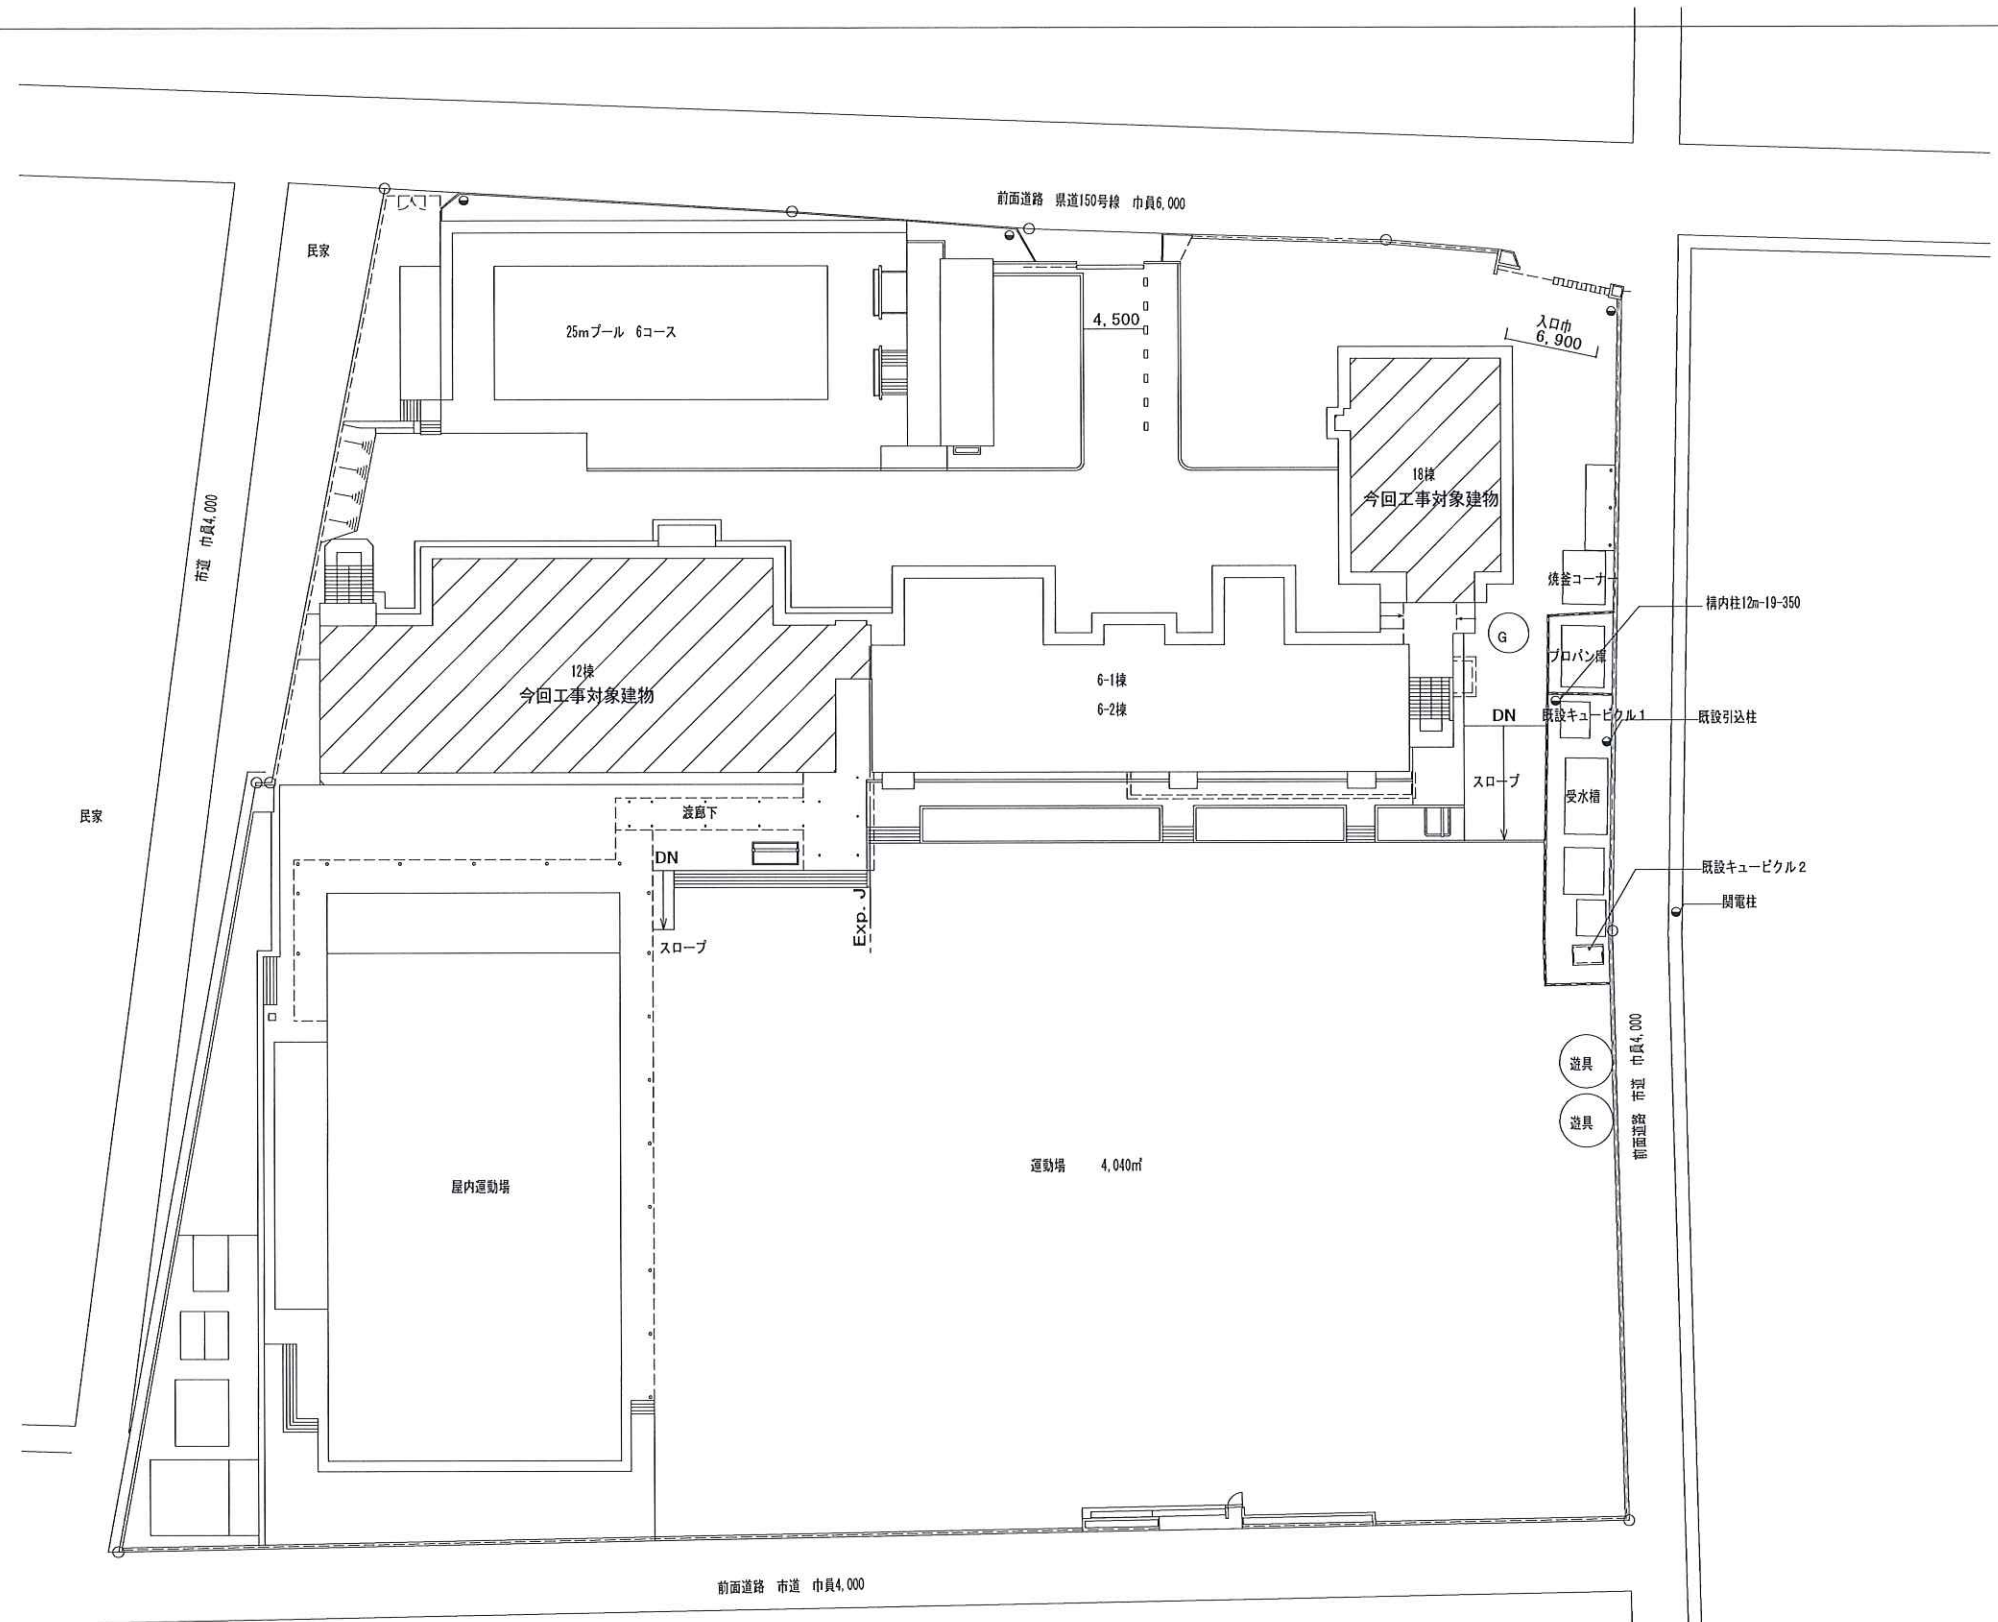 前面道路 県道150号線 巾員6,000
民家
25mプール 6コース
4,500
入口巾
6,900
18棟
今回工事対象建物
市道 巾員4,000
焼釜コーナー
構内柱12m-19-350
G
プロパン庫
12棟
今回工事対象建物
6-1棟
6-2棟
DN
既設キュービクル1
既設引込柱
スロープ
受水槽
民家
渡廊下
DN
既設キュービクル2
関電柱
Exp. J
スロープ
遊具
前面道路 市道 巾員4,000
遊具
運動場 4,040㎡
屋内運動場
前面道路 市道 巾員4,000